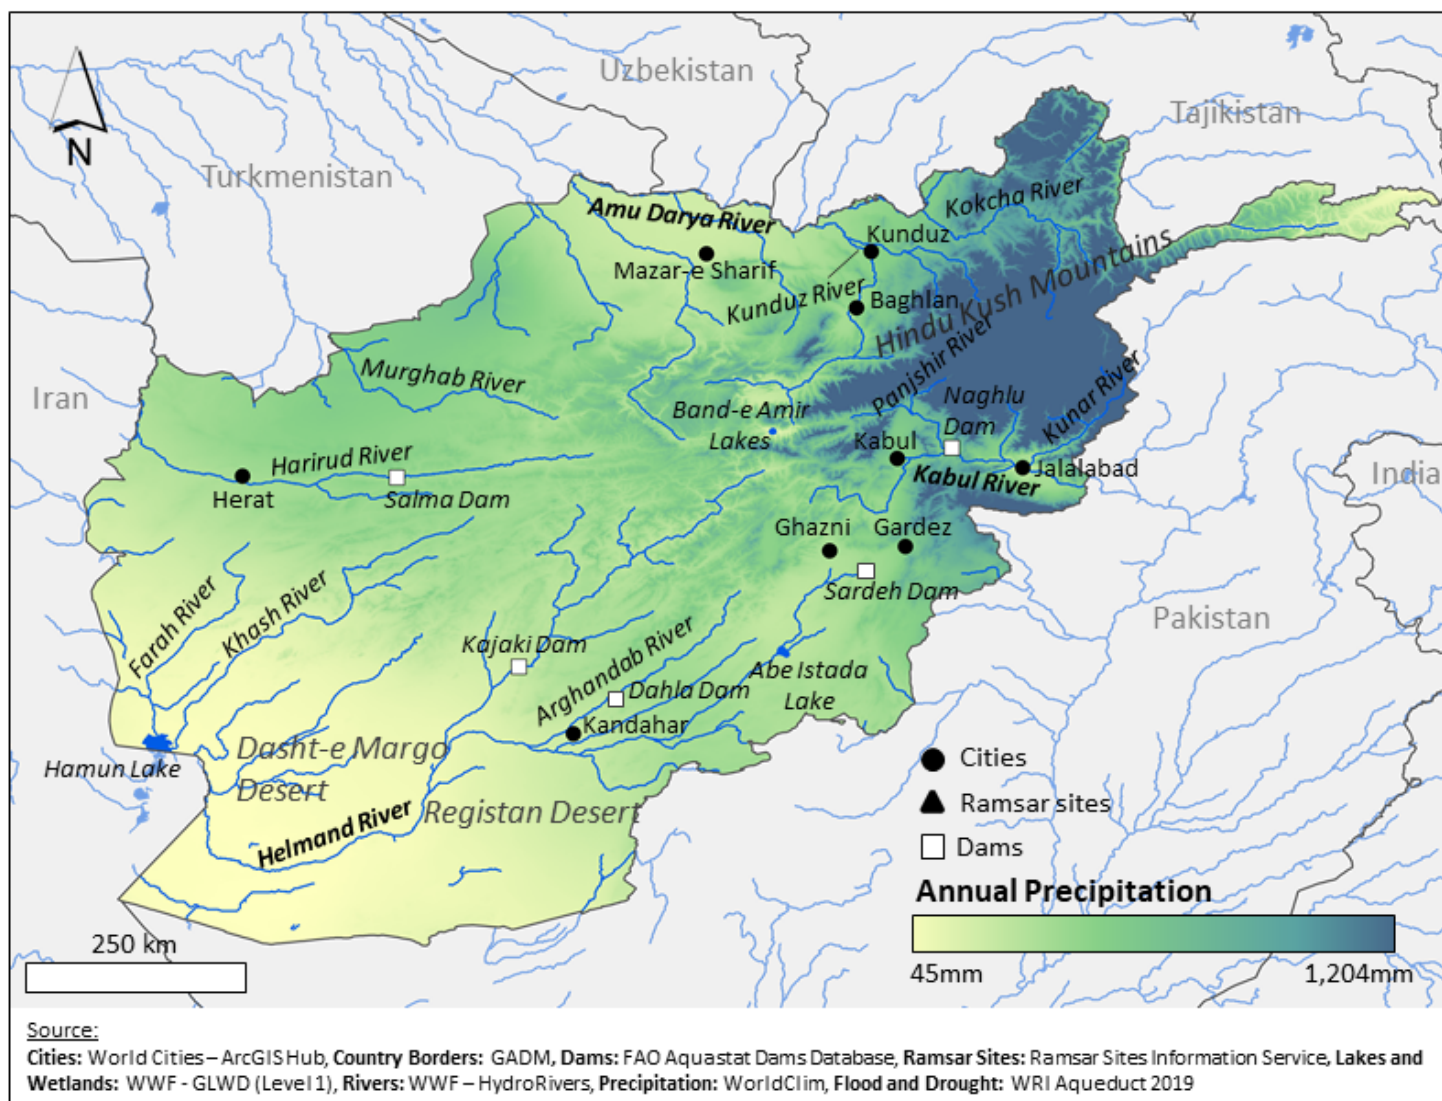 Uzbekistan
Tajikistan
N
Turkmenistan
Kokcha River
Amu Darya River
Kunduz
Mazar-e Sharif
Hindu Kush Mountains
Kunduz River
Baghlan
Panjshir River
Murghab River
Iran
Kunar River
Naghlu
Dam
Band-e Amir
Lakes
Kabul
Harirud River
Jalalabad
India
Kabul River
Herat
Salma Dam
Ghazni
Gardez
Sardeh Dam
Farah River
Khash River
Pakistan
Kajaki Dam
Arghandab River
Abe Istada
Lake
Dahla Dam
Kandahar
Dasht-e Margo
Desert
Hamun Lake
Registan Desert
Helmand River
Cities
Ramsar sites
Dams
Annual Precipitation
45mm
1,204mm
250 km
Source:
Cities: World Cities – ArcGIS Hub, Country Borders: GADM, Dams: FAO Aquastat Dams Database, Ramsar Sites: Ramsar Sites Information Service, Lakes and
Wetlands: WWF - GLWD (Level 1), Rivers: WWF – HydroRivers, Precipitation: WorldClim, Flood and Drought: WRI Aqueduct 2019